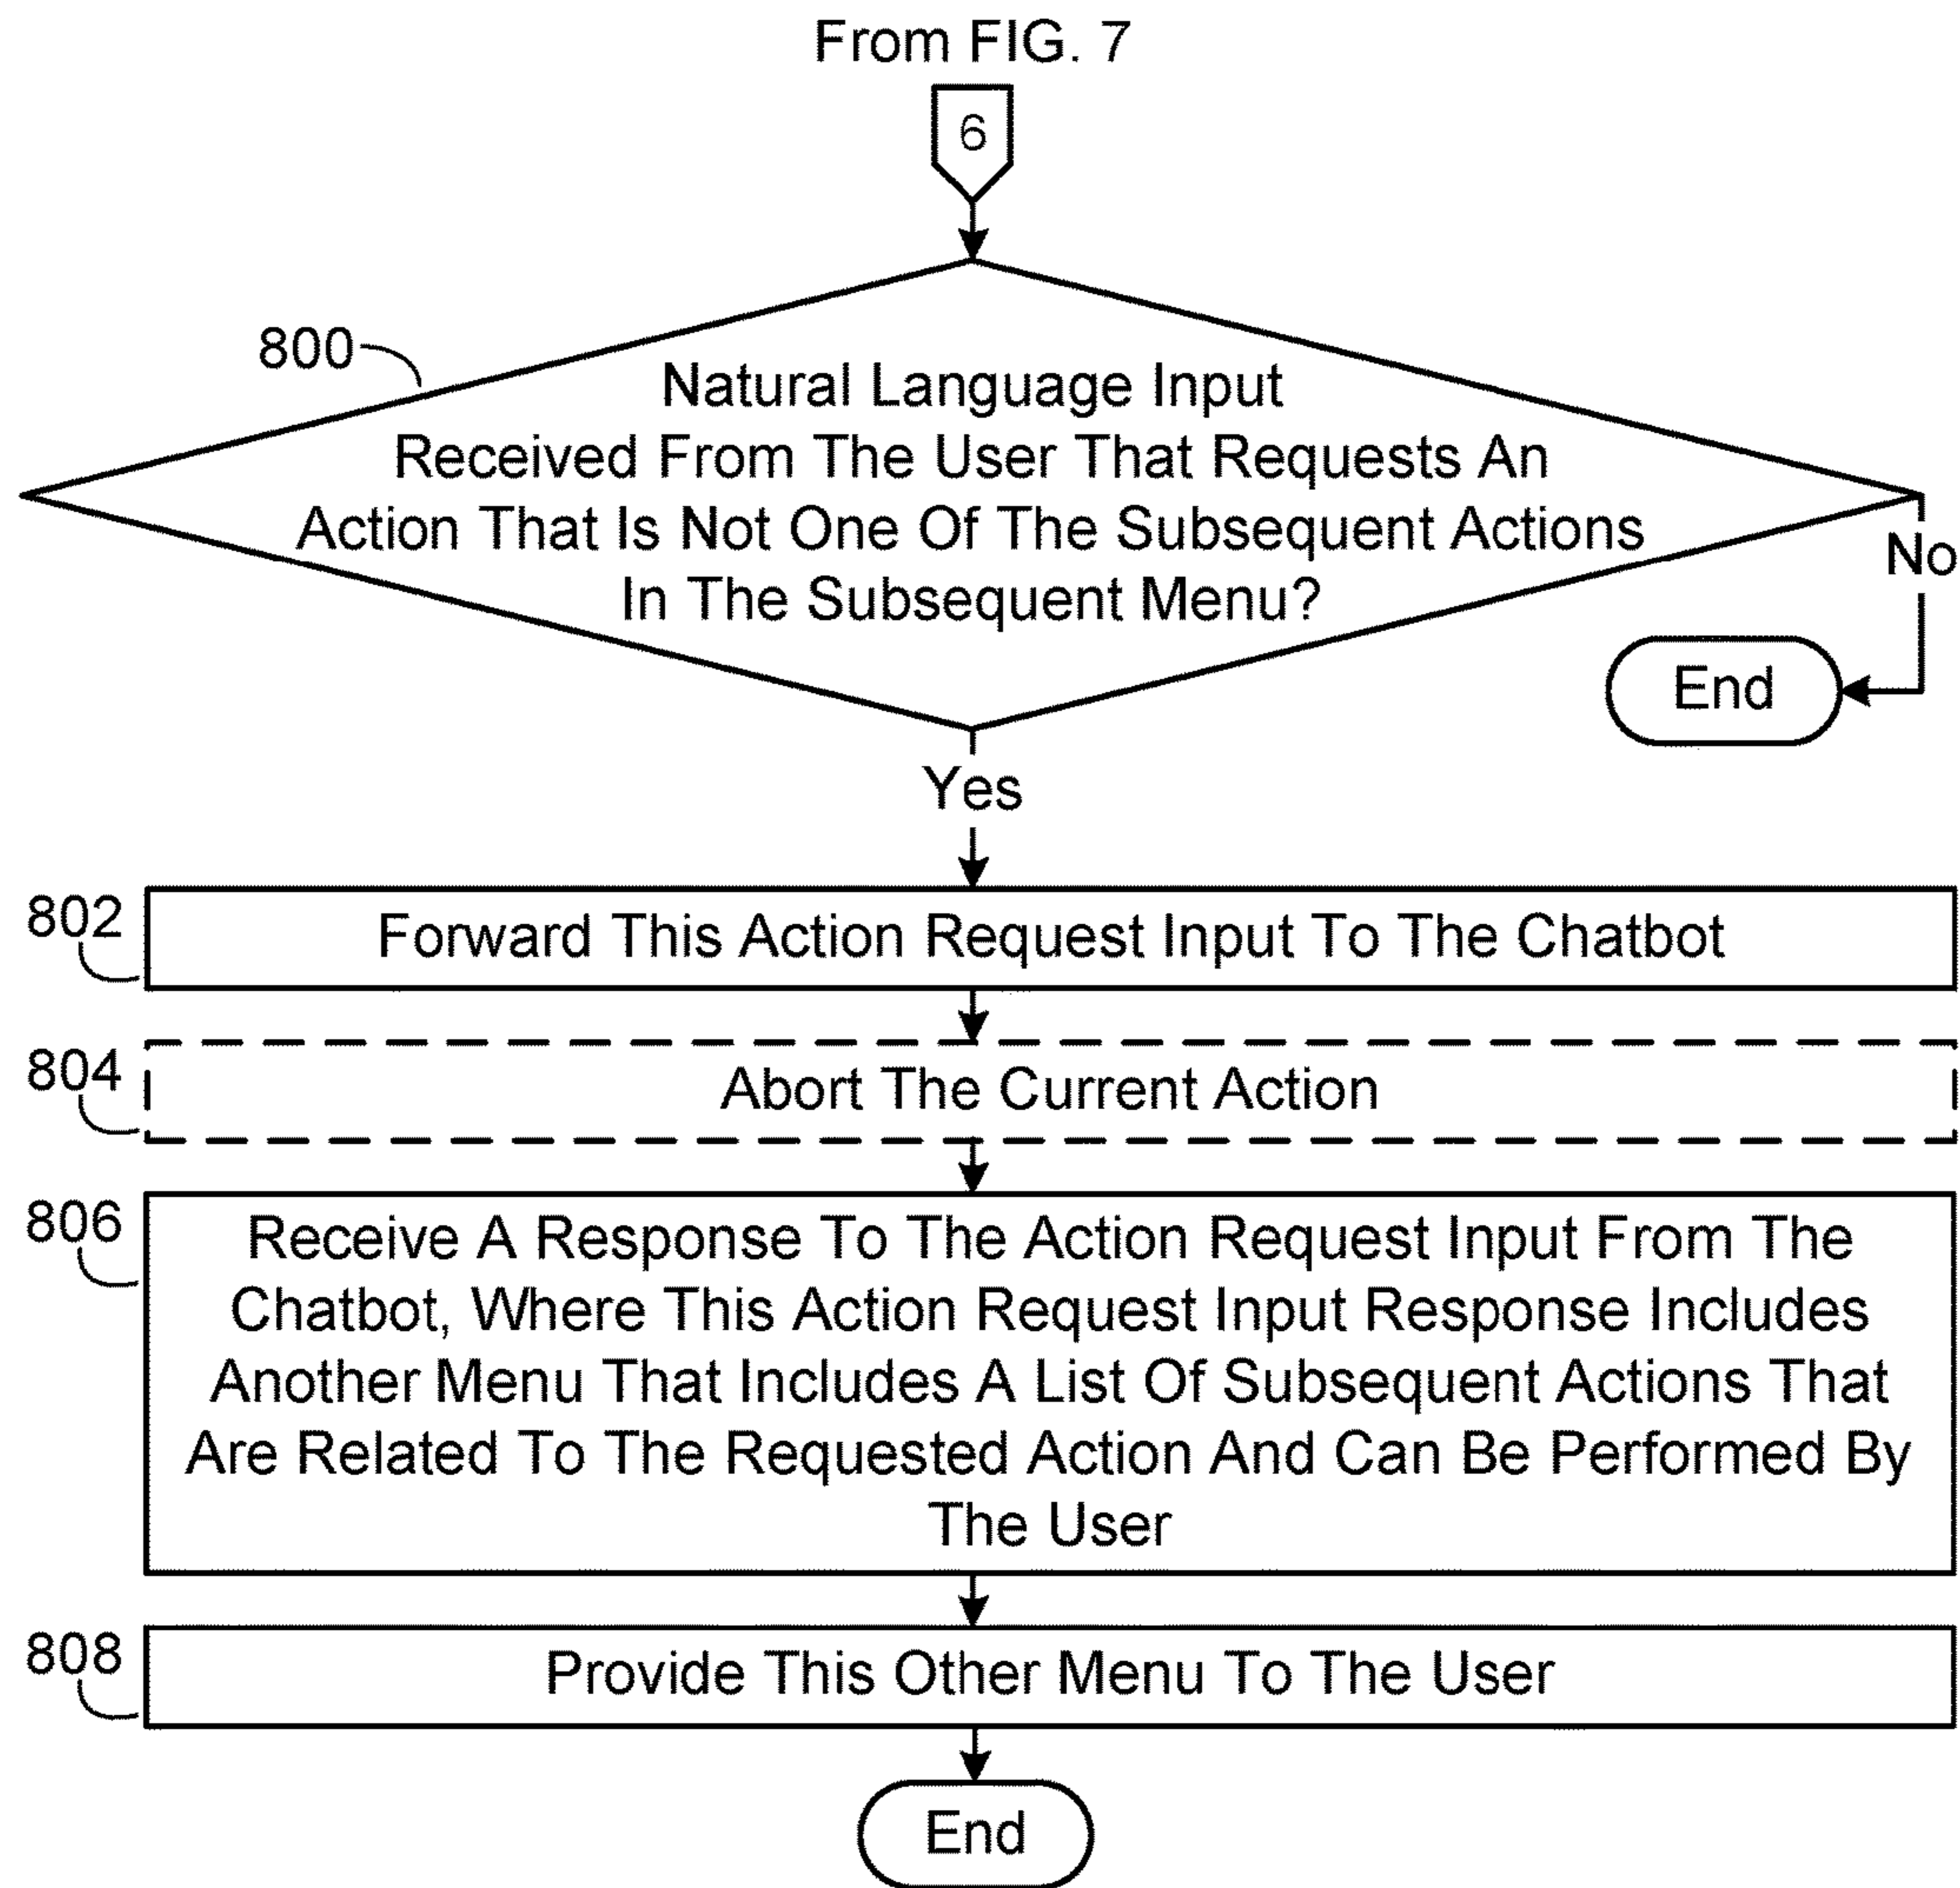 From FIG. 7
6
800
Natural Language Input
Received From The User That Requests An
Action That Is Not One Of The Subsequent Actions
In The Subsequent Menu?
No
End
Yes
802
Forward This Action Request Input To The Chatbot
804
Abort The Current Action
806
Receive A Response To The Action Request Input From The
Chatbot, Where This Action Request Input Response Includes
Another Menu That Includes A List Of Subsequent Actions That
Are Related To The Requested Action And Can Be Performed By
The User
808
Provide This Other Menu To The User
End